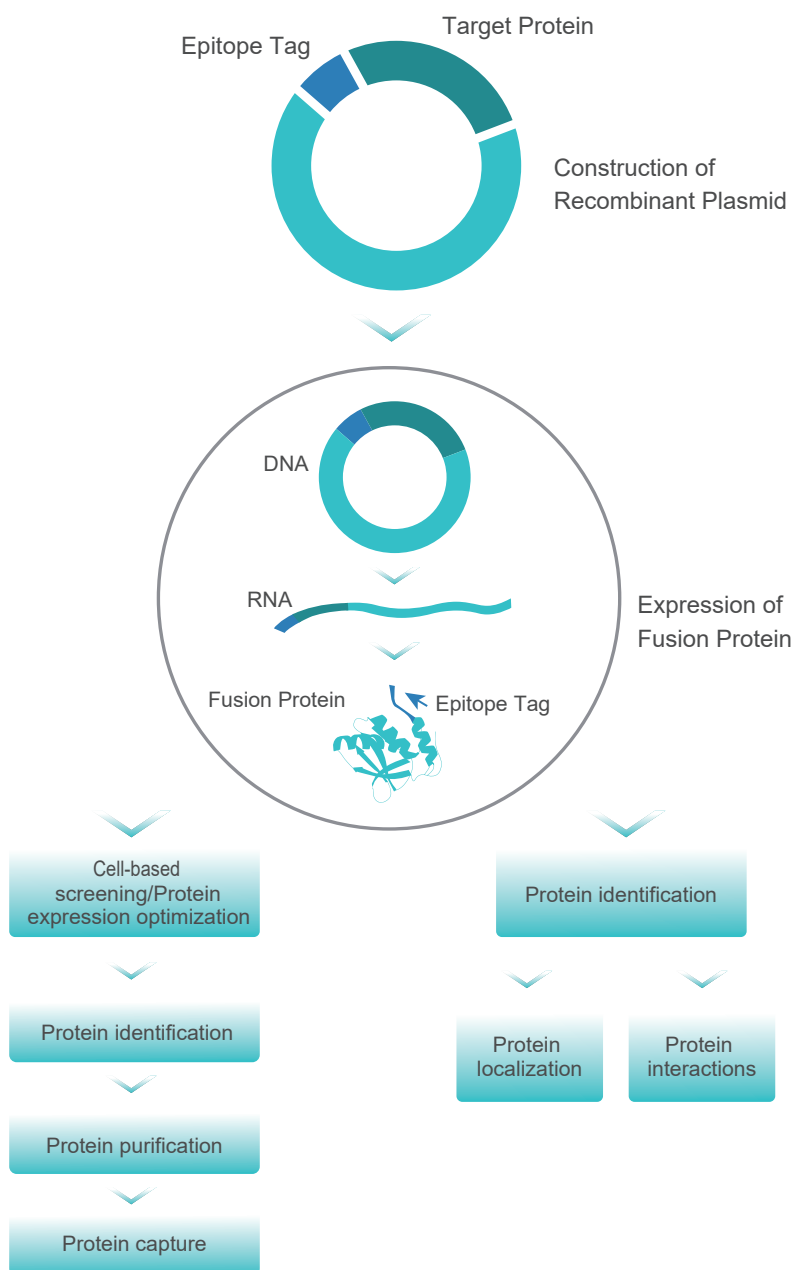 Target Protein
Epitope Tag
Construction of
Recombinant Plasmid
DNA
RNA
Expression of
Fusion Protein
Fusion Protein
Epitope Tag
Cell-based
screening/Protein
expression optimization
Protein identification
Protein purification
Protein capture
Protein identification
Protein
localization
Protein
interactions